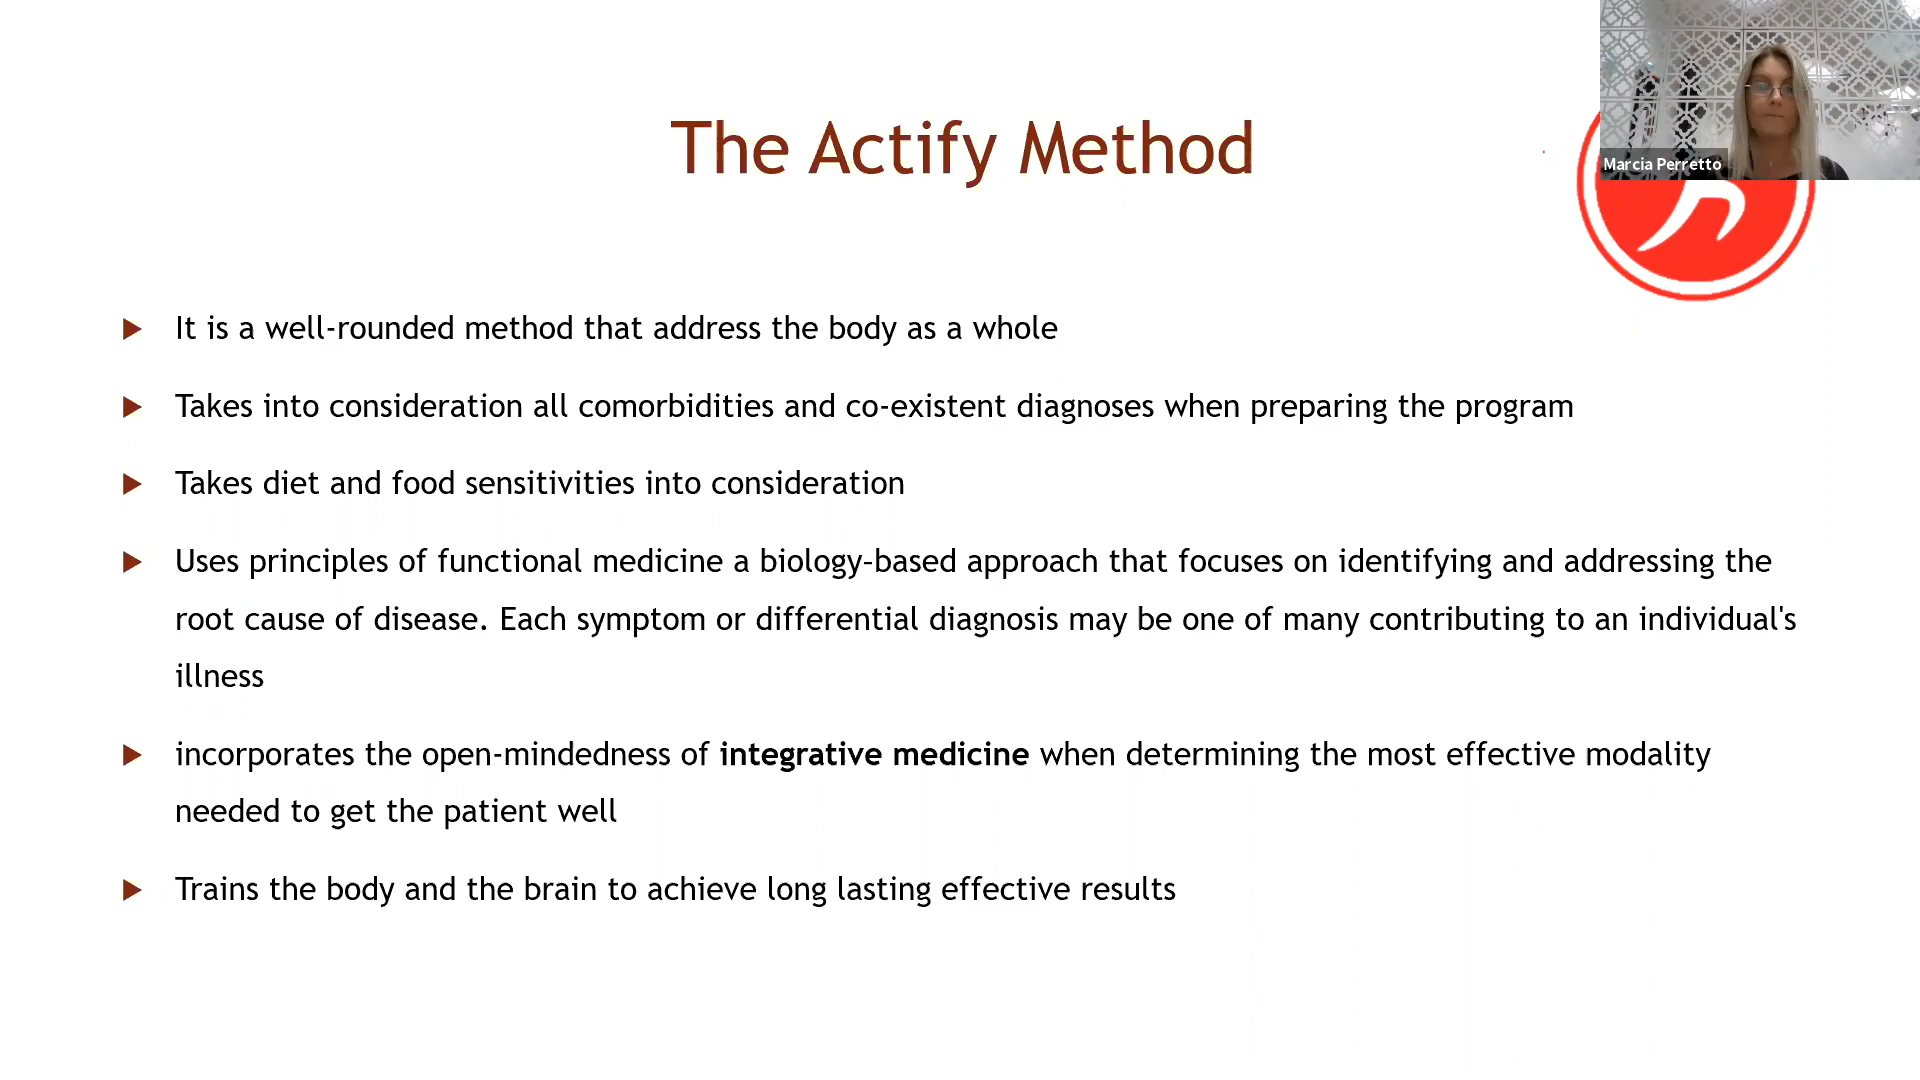 Marcia Perretto
The Actify Method
It is a well-rounded method that address the body as a whole
Takes into consideration all comorbidities and co-existent diagnoses when preparing the program
Takes diet and food sensitivities into consideration
Uses principles of functional medicine a biology-based approach that focuses on identifying and addressing the
root cause of disease. Each symptom or differential diagnosis may be one of many contributing to an individual's
illness
incorporates the open-mindedness of integrative medicine when determining the most effective modality
needed to get the patient well
Trains the body and the brain to achieve long lasting effective results